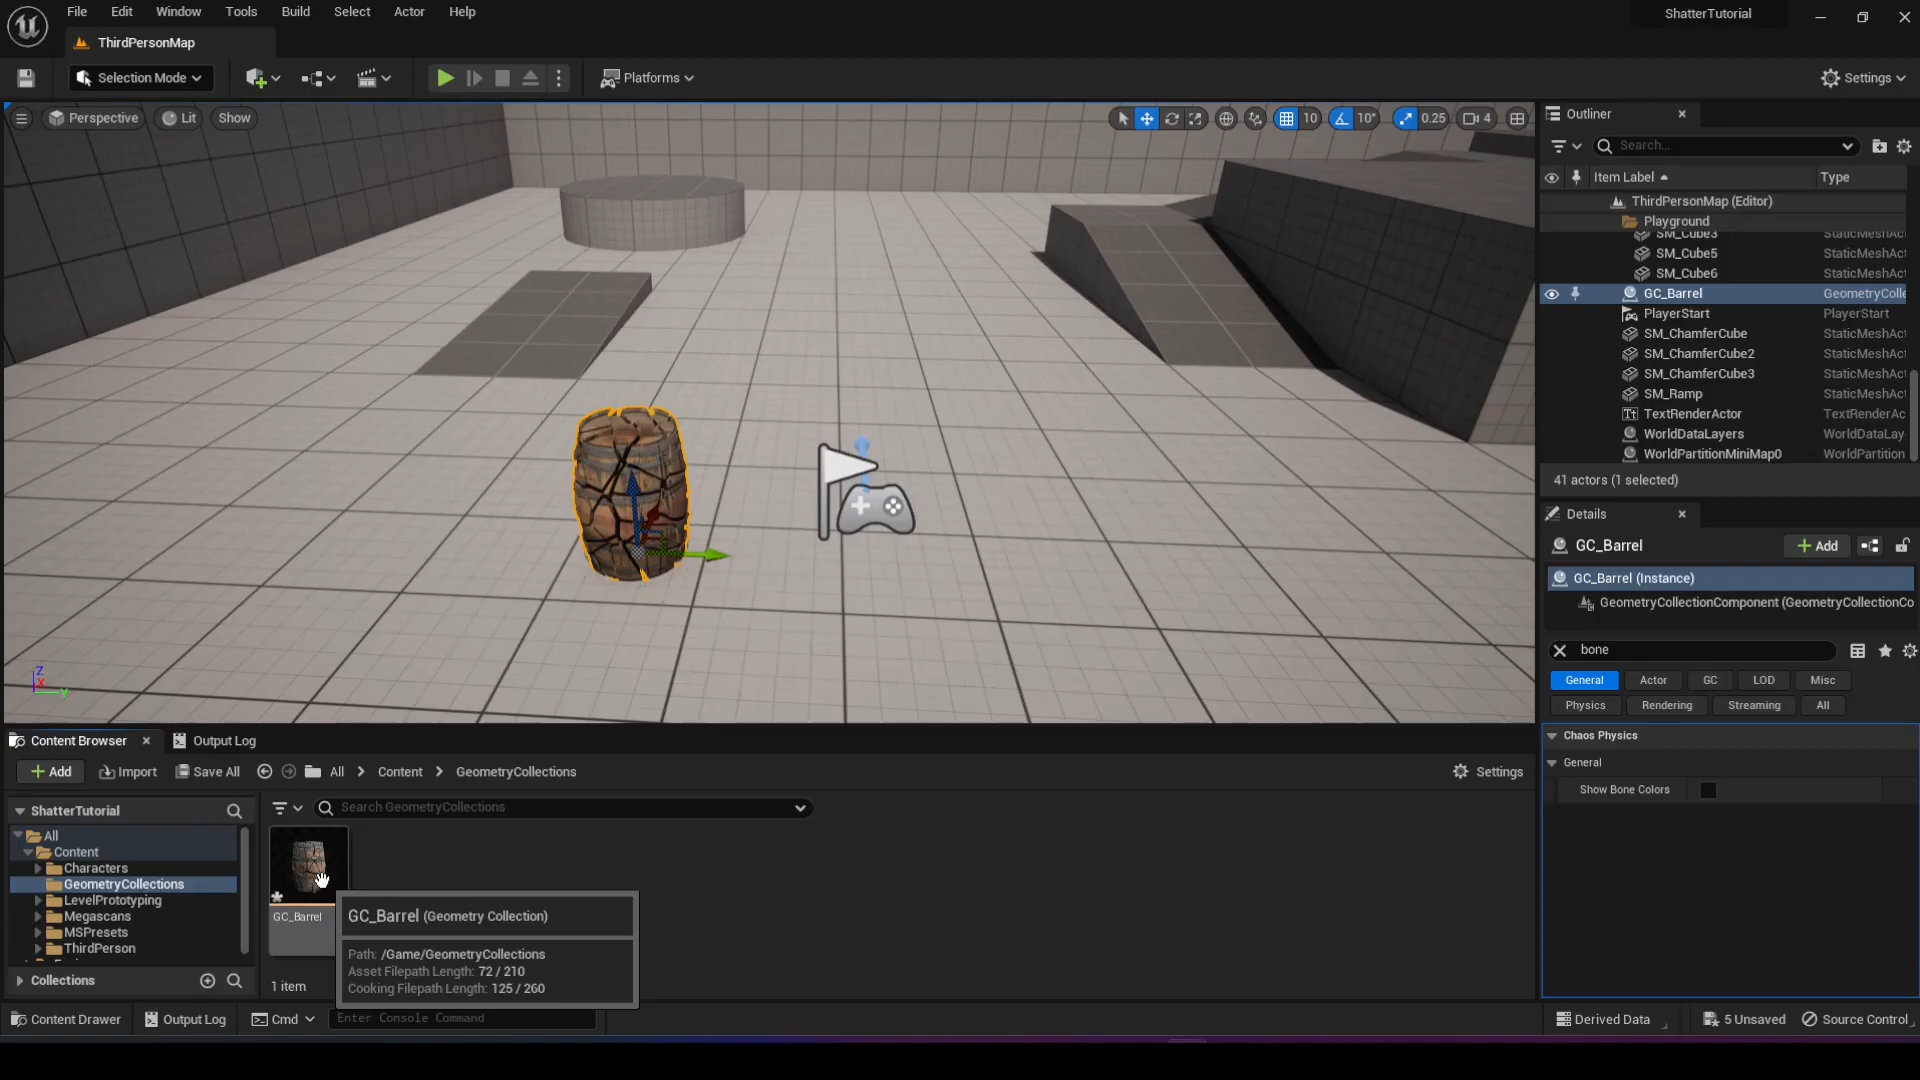 File Edit Window Tools Build Select Actor Help
ShatterTutorial
ThirdPersonMap
Selection Mode
Platforms
Settings
Perspective Lit Show
10 10° 0.25 4
Outliner
Search...
Item Label Type
ThirdPersonMap (Editor)
Playground
SM_Cube3 StaticMeshAct
SM_Cube5 StaticMeshAct
SM_Cube6 StaticMeshAct
GC_Barrel GeometryColle
PlayerStart PlayerStart
SM_ChamferCube StaticMeshAct
SM_ChamferCube2 StaticMeshAct
SM_ChamferCube3 StaticMeshAct
SM_Ramp StaticMeshAct
TextRenderActor TextRenderAc
WorldDataLayers WorldDataLay
WorldPartitionMiniMap0 WorldPartition
41 actors (1 selected)
Details
GC_Barrel
Add
GC_Barrel (Instance)
GeometryCollectionComponent (GeometryCollectionCo
bone
General Actor GC LOD Misc
Physics Rendering Streaming All
Chaos Physics
General
Show Bone Colors
Z
X
Y
Content Browser Output Log
Add Import Save All All Content GeometryCollections Settings
ShatterTutorial
Search GeometryCollections
All
Content
Characters
GeometryCollections
LevelPrototyping
Megascans
MSPresets
ThirdPerson
Collections
GC_Barrel
1 item
GC_Barrel (Geometry Collection)
Path: /Game/GeometryCollections
Asset Filepath Length: 72 / 210
Cooking Filepath Length: 125 / 260
Content Drawer Output Log Cmd Enter Console Command
Derived Data 5 Unsaved Source Control